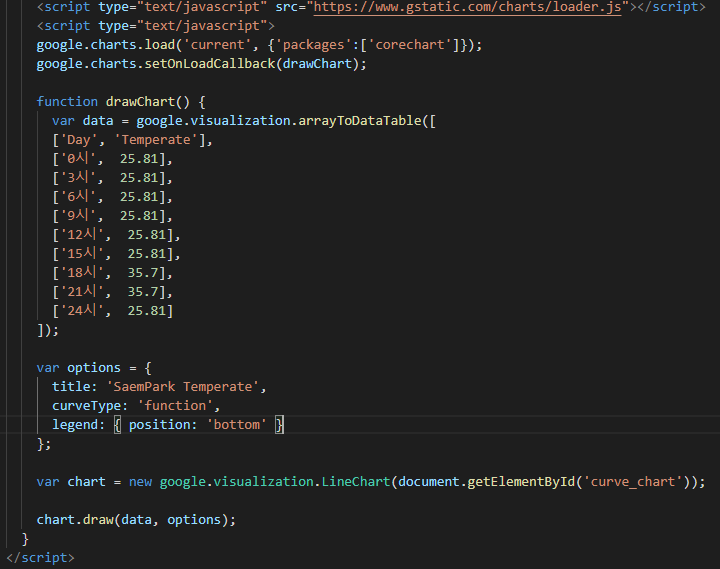 <script type="text/javascript" src="https://www.gstatic.com/charts/loader.js"></script>
<script type="text/javascript">
google.charts.load('current', {'packages':['corechart']});
google.charts.setOnLoadCallback(drawChart);
function drawChart() {
var data = google.visualization.arrayToDataTable([
['Day', 'Temperate'],
['0시',  25.81],
['3시',  25.81],
['6시',  25.81],
['9시',  25.81],
['12시',  25.81],
['15시',  25.81],
['18시',  35.7],
['21시',  35.7],
['24시',  25.81]
]);
var options = {
title: 'SaemPark Temperate',
curveType: 'function',
legend: { position: 'bottom' }
};
var chart = new google.visualization.LineChart(document.getElementById('curve_chart'));
chart.draw(data, options);
}
</script>